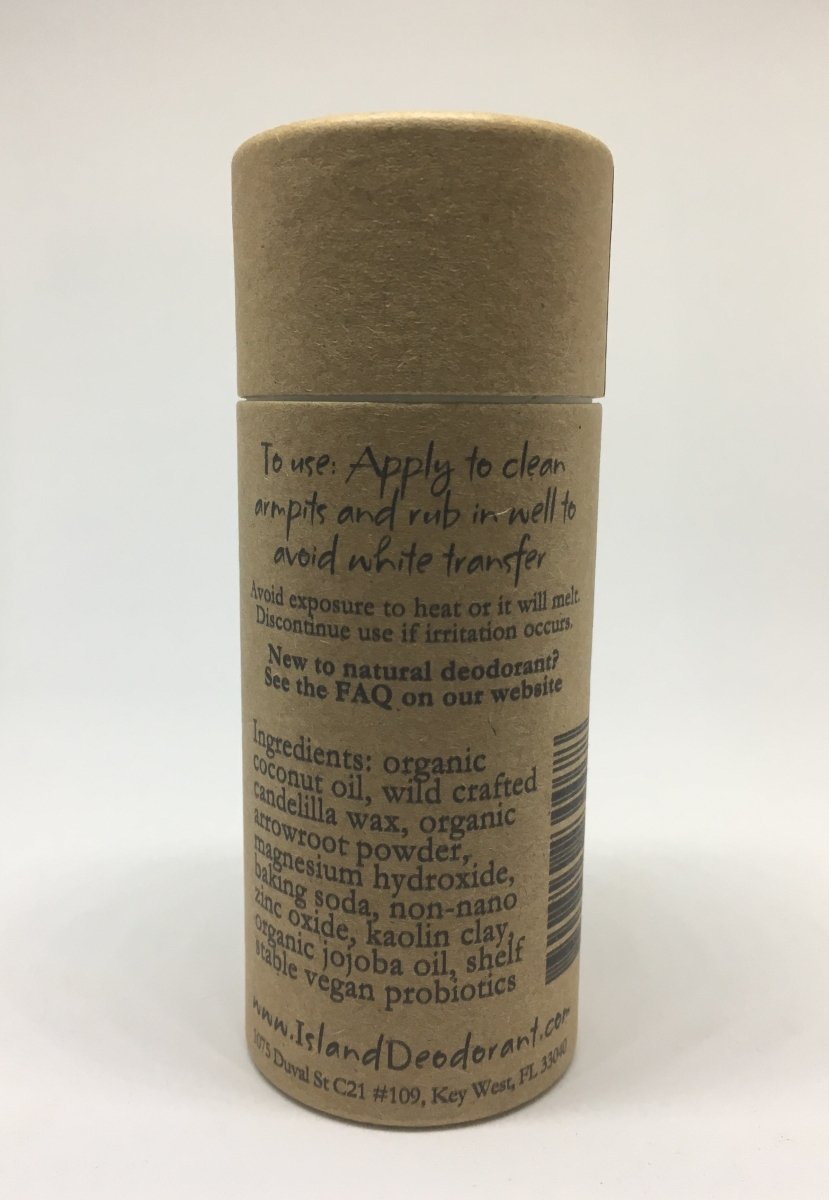 To use: Apply to clean
armpits and rub in well to
avoid white transfer
Avoid exposure to heat or it will melt.
Discontinue use if irritation occurs.
New to natural deodorant?
See the FAQ on our website
Ingredients: organic
coconut oil, wild crafted
candelilla wax, organic
arrowroot powder,
magnesium hydroxide,
baking soda, non-nano
zinc oxide, kaolin clay,
organic jojoba oil, shelf
stable vegan probiotics
www.IslandDeodorant.com
1075 Duval St C21 #109, Key West, FL 33040